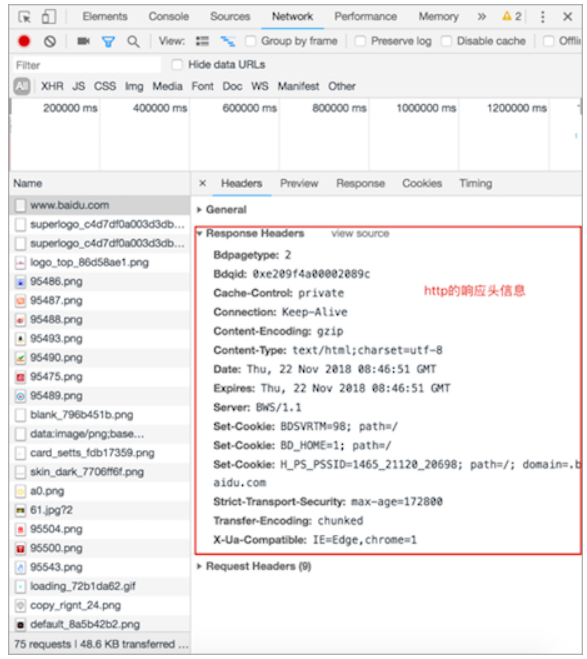 Elements Console Sources Network Performance Memory » 2
View: Group by frame Preserve log Disable cache
Filter Hide data URLs
All XHR JS CSS Img Media Font Doc WS Manifest Other
200000 ms 400000 ms 600000 ms 800000 ms 1000000 ms 1200000 ms
Name × Headers Preview Response Cookies Timing
www.baidu.com
superlogo_c4d7df0a003d3db...
superlogo_c4d7df0a003d3db...
logo_top_86d58ae1.png
95486.png
95487.png
95488.png
95493.png
95490.png
95475.png
95489.png
blank_796b451b.png
data:image/png;base...
card_setts_fdb17359.png
skin_dark_7706ff6f.png
a0.png
61.jpg?2
95504.png
95500.png
95543.png
loading_72b1da62.gif
copy_rignt_24.png
default_8a5b42b2.png
75 requests | 48.6 KB transferred ...
General
Response Headers view source
Bdpagetype: 2
Bdqid: 0xe209f4a00002089c
Cache-Control: private
http的响应头信息
Connection: Keep-Alive
Content-Encoding: gzip
Content-Type: text/html;charset=utf-8
Date: Thu, 22 Nov 2018 08:46:51 GMT
Expires: Thu, 22 Nov 2018 08:46:51 GMT
Server: BWS/1.1
Set-Cookie: BDSVRTM=98; path=/
Set-Cookie: BD_HOME=1; path=/
Set-Cookie: H_PS_PSSID=1465_21120_20698; path=/; domain=.b
aidu.com
Strict-Transport-Security: max-age=172800
Transfer-Encoding: chunked
X-Ua-Compatible: IE=Edge,chrome=1
Request Headers (9)